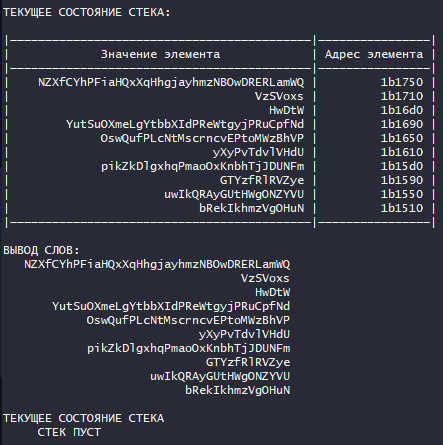 ТЕКУЩЕЕ СОСТОЯНИЕ СТЕКА:
Значение элемента | Адрес элемента
NZXfCYhPFiaHQxXqHhgjayhmzNBOwDRERLamWQ | 1b1750
VzSVoxs | 1b1710
HwDtW | 1b16d0
YutSuOXmeLgYtbbXIdPReWtgyjPRuCpfNd | 1b1690
OswQufPLcNtMscrncvEPtoMWzBhVP | 1b1650
yXyPvTdvlVHdU | 1b1610
pikZkDlgxhqPmaoOxKnbhTjJDUNFm | 1b15d0
GTYzfRlRVZye | 1b1590
uwIkQRAyGUtHWgONZYVU | 1b1550
bRekIkhmzVgOHuN | 1b1510
ВЫВОД СЛОВ:
NZXfCYhPFiaHQxXqHhgjayhmzNBOwDRERLamWQ
VzSVoxs
HwDtW
YutSuOXmeLgYtbbXIdPReWtgyjPRuCpfNd
OswQufPLcNtMscrncvEPtoMWzBhVP
yXyPvTdvlVHdU
pikZkDlgxhqPmaoOxKnbhTjJDUNFm
GTYzfRlRVZye
uwIkQRAyGUtHWgONZYVU
bRekIkhmzVgOHuN
ТЕКУЩЕЕ СОСТОЯНИЕ СТЕКА
СТЕК ПУСТ